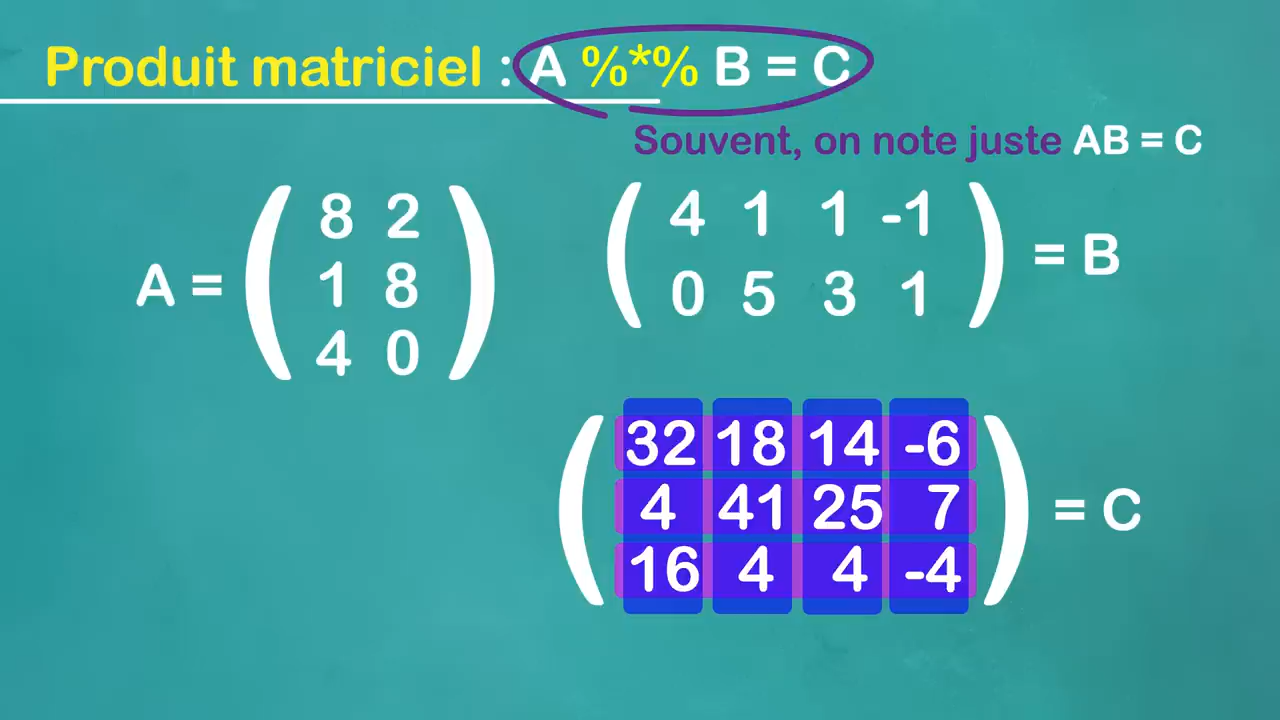 Produit matriciel : A %*% B = C
Souvent, on note juste AB = C
A =
8 2
1 8
4 0
4 1 1 -1
0 5 3 1
= B
32 18 14 -6
4 41 25 7
16 4 4 -4
= C